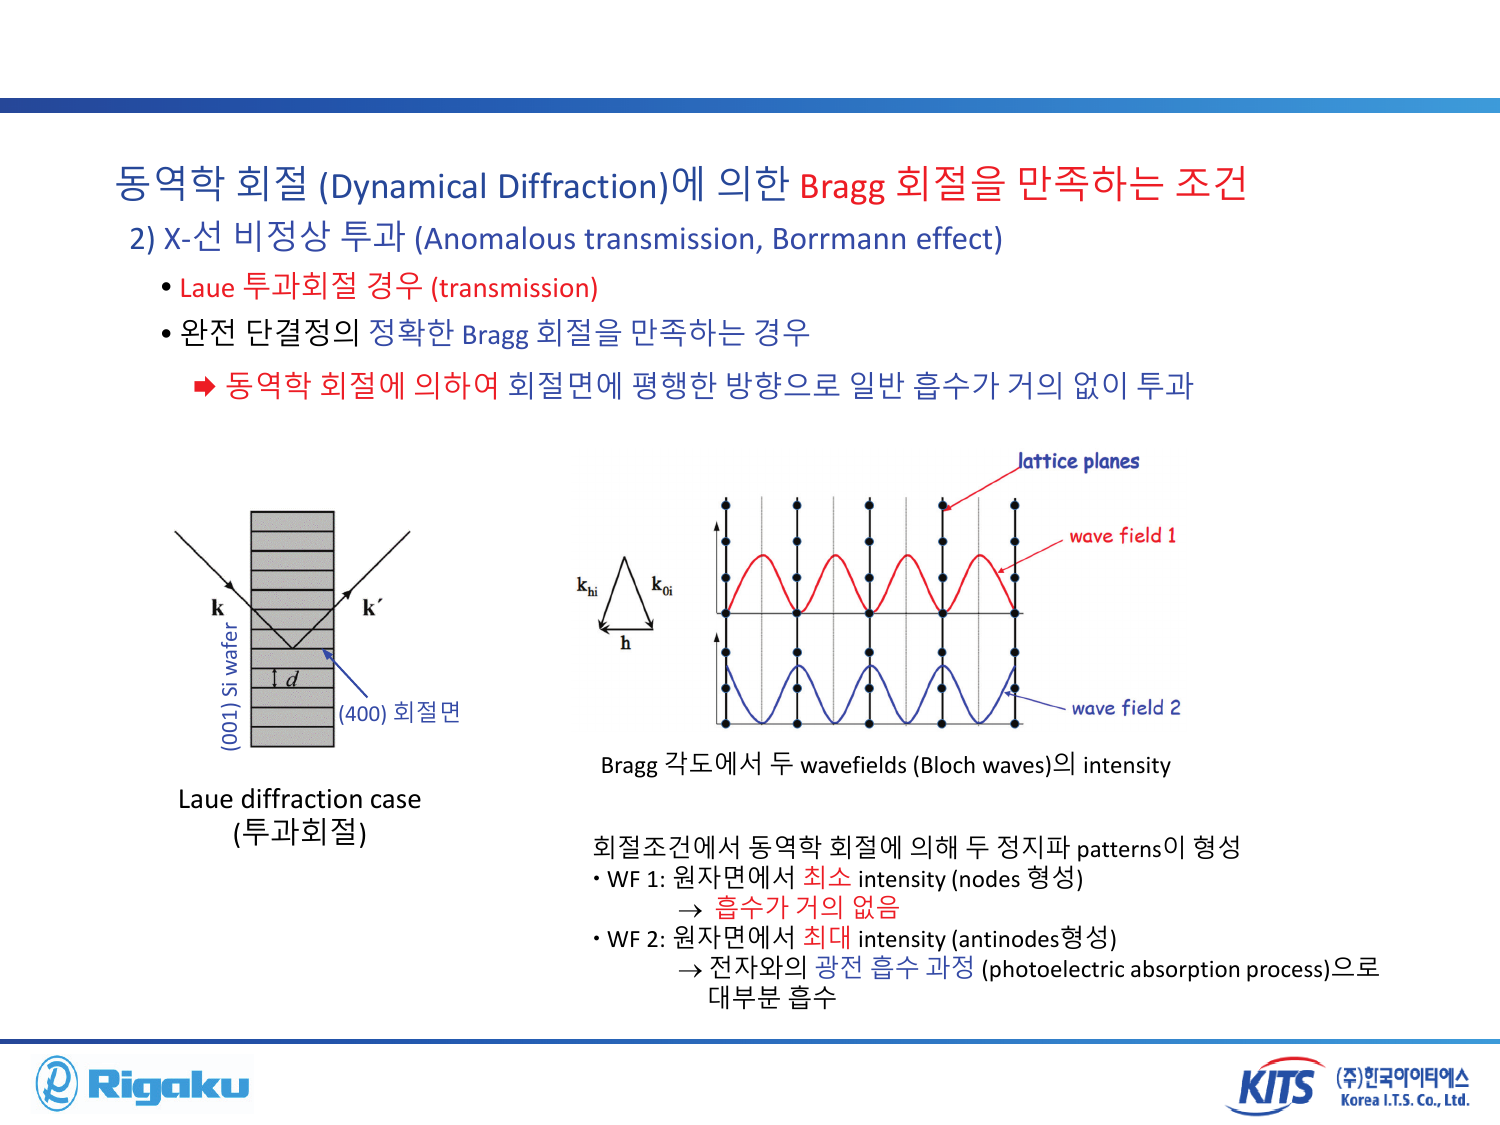 동역학 회절 (Dynamical Diffraction)에 의한 Bragg 회절을 만족하는 조건
2) X-선 비정상 투과 (Anomalous transmission, Borrmann effect)
• Laue 투과회절 경우 (transmission)
• 완전 단결정의 정확한 Bragg 회절을 만족하는 경우
➡ 동역학 회절에 의하여 회절면에 평행한 방향으로 일반 흡수가 거의 없이 투과
k
k´
d
(001) Si wafer
(400) 회절면
Laue diffraction case
(투과회절)
k_hi
k_0i
h
lattice planes
wave field 1
wave field 2
Bragg 각도에서 두 wavefields (Bloch waves)의 intensity
회절조건에서 동역학 회절에 의해 두 정지파 patterns이 형성
· WF 1: 원자면에서 최소 intensity (nodes 형성)
→ 흡수가 거의 없음
· WF 2: 원자면에서 최대 intensity (antinodes형성)
→ 전자와의 광전 흡수 과정 (photoelectric absorption process)으로
대부분 흡수
Rigaku
KITS
(주)한국아이티에스
Korea I.T.S. Co., Ltd.